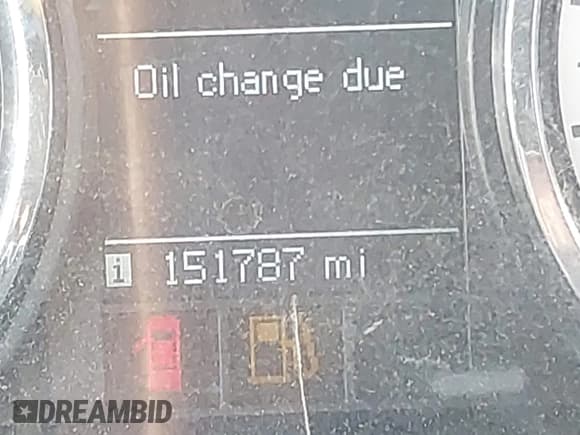 Oil change due
i 151787 mi
DREAMBID